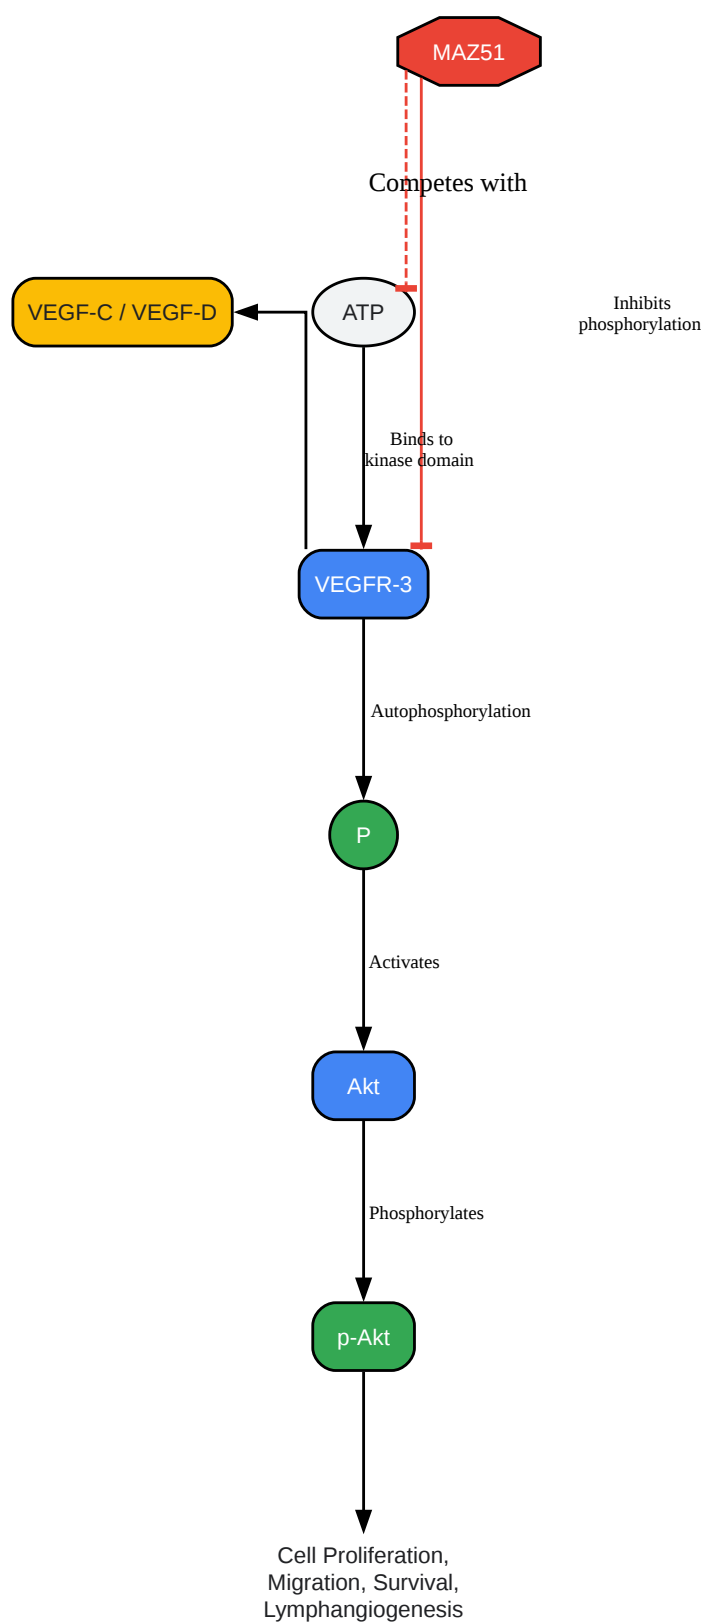 MAZ51
Competes with
VEGF-C / VEGF-D
ATP
Inhibits
phosphorylation
Binds to
kinase domain
VEGFR-3
Autophosphorylation
P
Activates
Akt
Phosphorylates
p-Akt
Cell Proliferation,
Migration, Survival,
Lymphangiogenesis